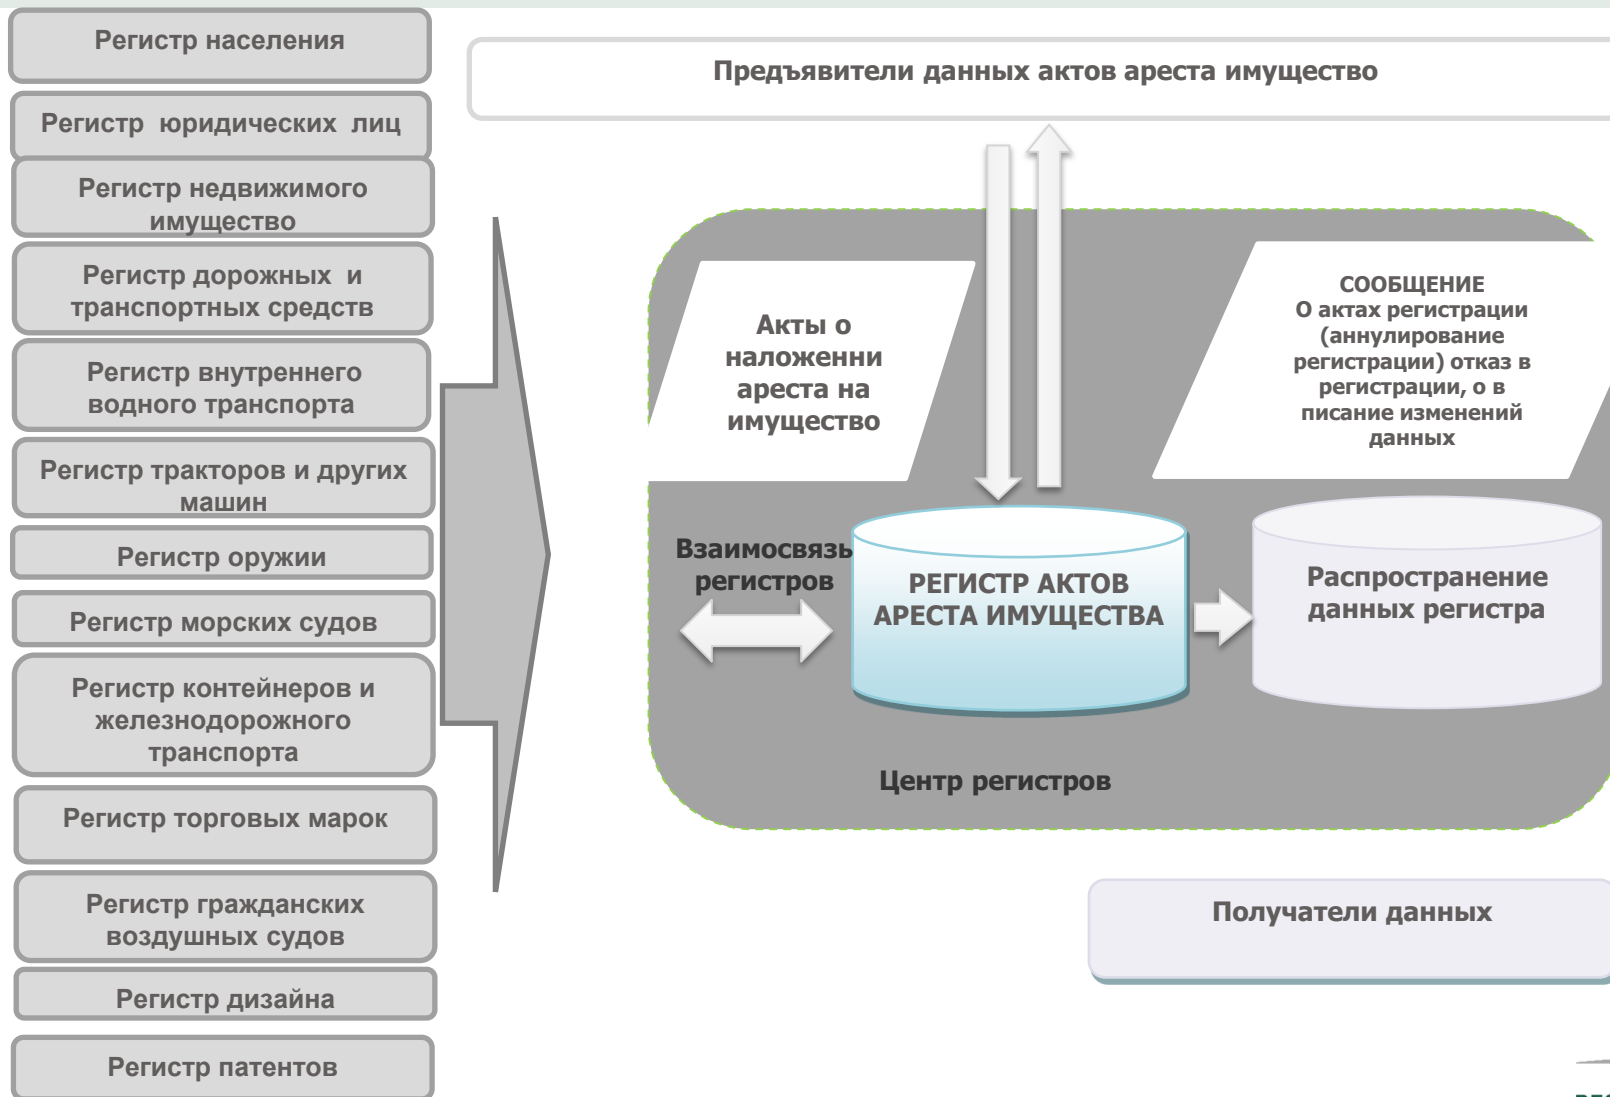 Регистр населения
Регистр юридических лиц
Регистр недвижимого
имущество
Регистр дорожных и
транспортных средств
Регистр внутреннего
водного транспорта
Регистр тракторов и других
машин
Регистр оружии
Регистр морских судов
Регистр контейнеров и
железнодорожного
транспорта
Регистр торговых марок
Регистр гражданских
воздушных судов
Регистр дизайна
Регистр патентов
Предъявители данных актов ареста имущество
Акты о
наложенни
ареста на
имущество
СООБЩЕНИЕ
О актах регистрации
(аннулирование
регистрации) отказ в
регистрации, о в
писание изменений
данных
Взаимосвязь
регистров
РЕГИСТР АКТОВ
АРЕСТА ИМУЩЕСТВА
Распространение
данных регистра
Центр регистров
Получатели данных